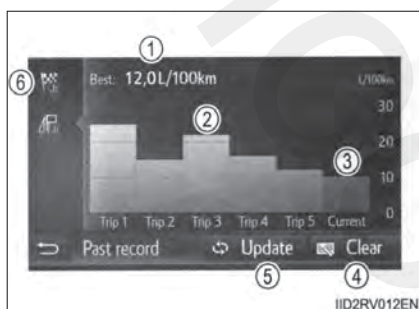 ①
Best: 12,0 L/100km
L/100km
⑥
②
③
30
20
10
0
Trip 1 Trip 2 Trip 3 Trip 4 Trip 5 Current
Past record Update Clear
⑤ ④
IID2RV012EN